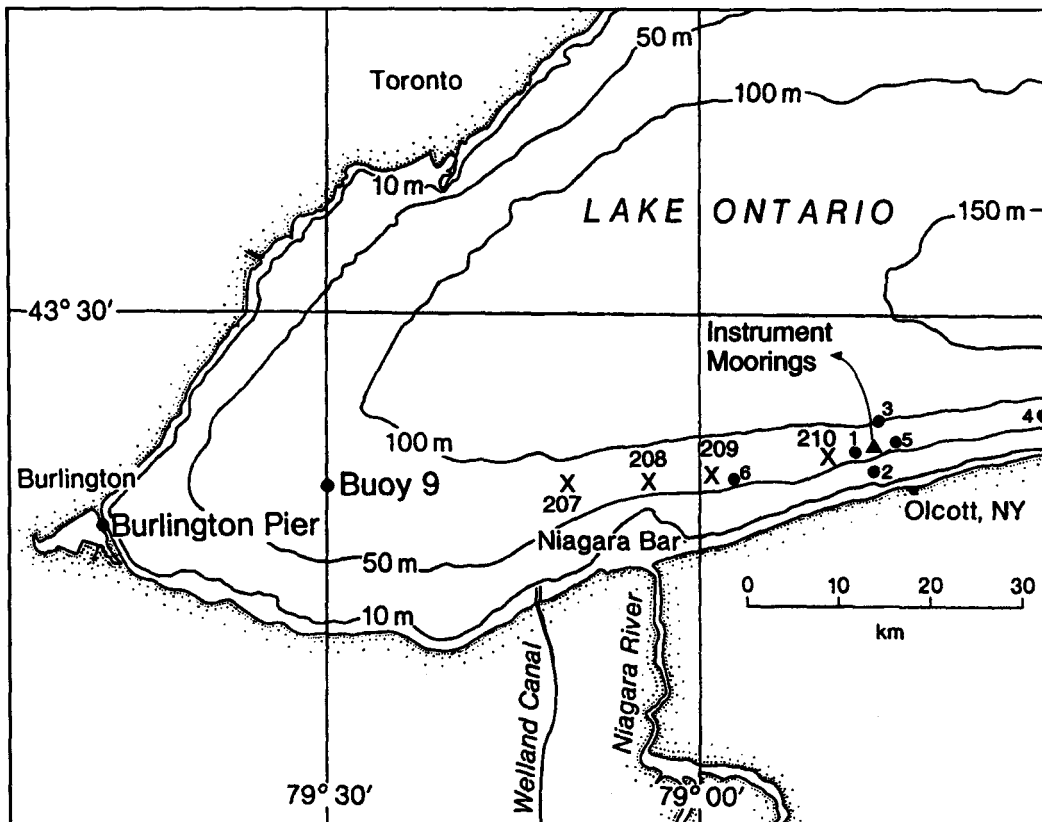 50 m
Toronto
100 m
10 m
LAKE ONTARIO
150 m
43° 30'
Instrument
Moorings
3
4
100 m
210
1
5
209
208
Burlington
Buoy 9
6
2
207
Olcott, NY
Burlington Pier
Niagara Bar
50 m
0 10 20 30
km
10 m
Welland Canal
Niagara River
79° 30'
79° 00'